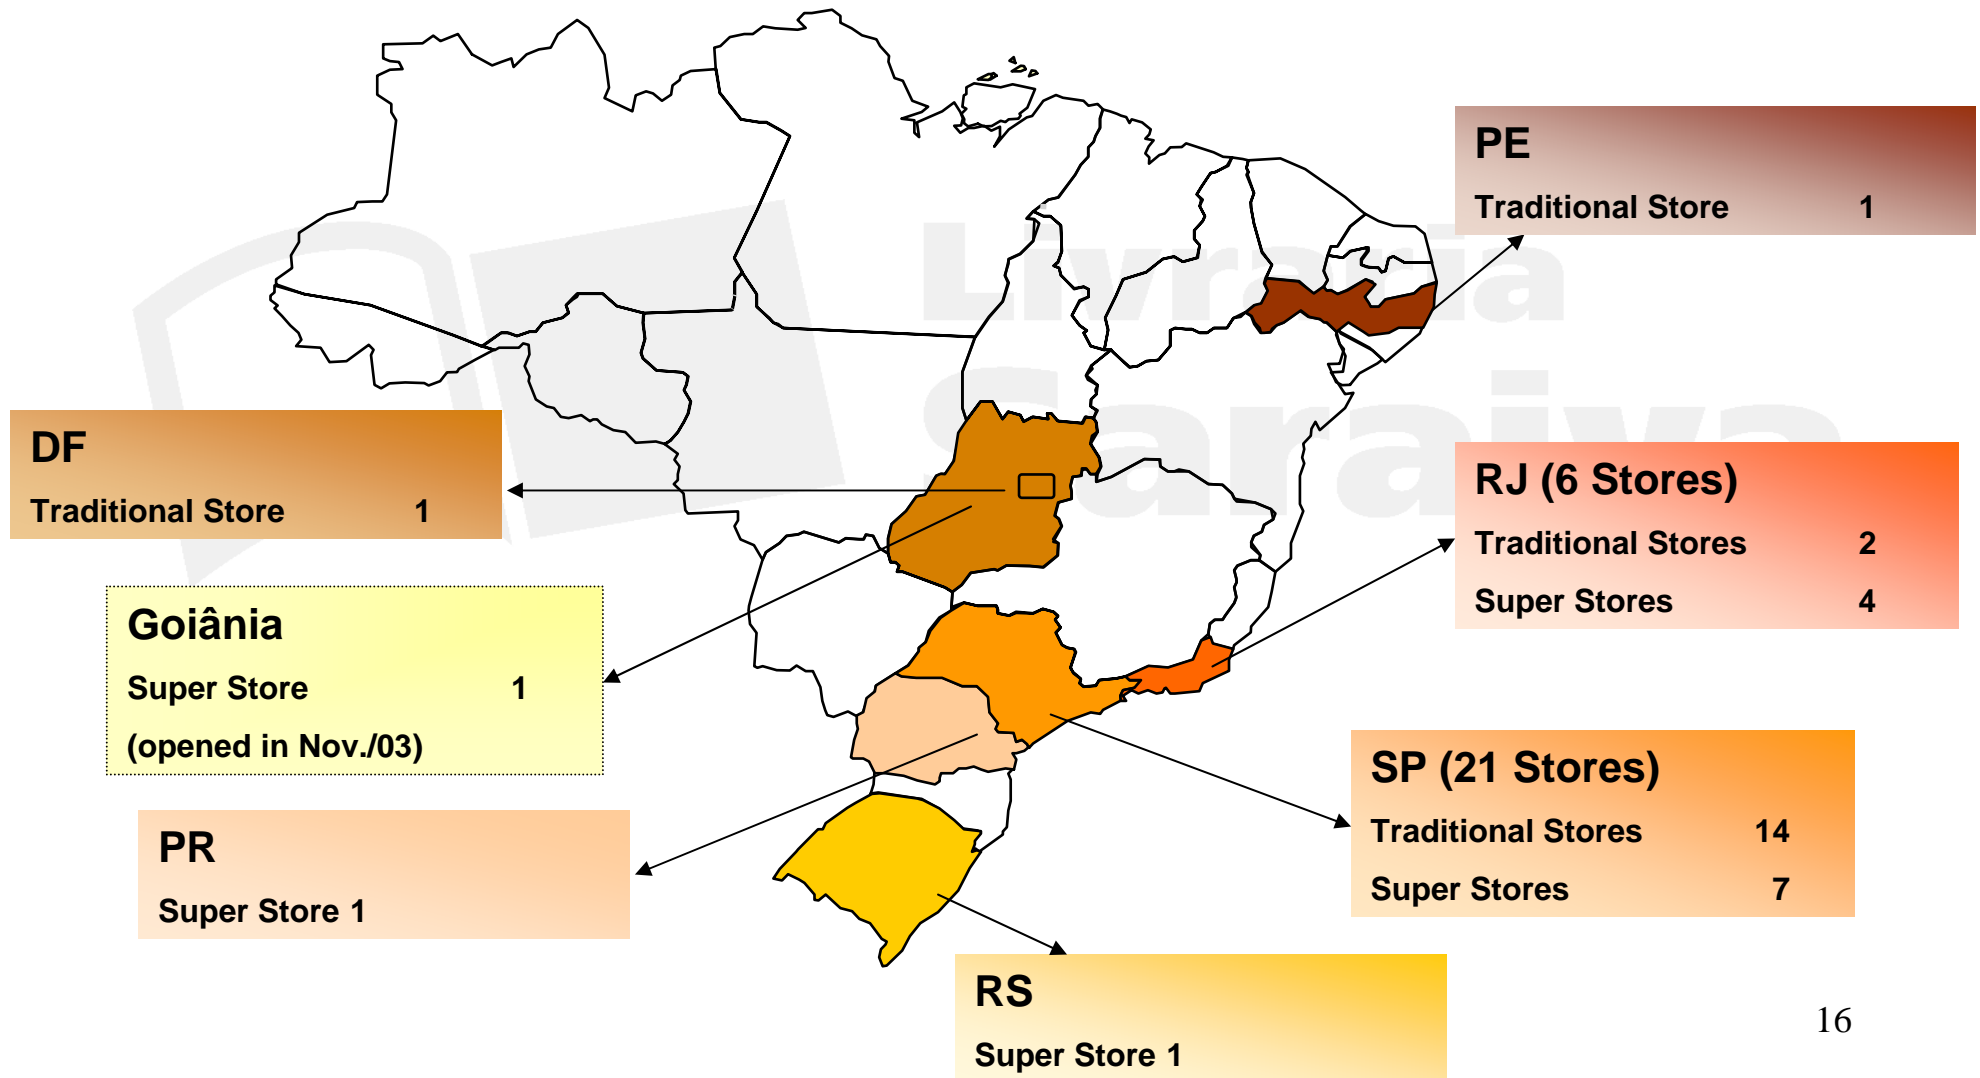 Livraria
Saraiva
PE
Traditional Store 1
DF
Traditional Store 1
RJ (6 Stores)
Traditional Stores 2
Super Stores 4
Goiânia
Super Store 1
(opened in Nov./03)
SP (21 Stores)
Traditional Stores 14
Super Stores 7
PR
Super Store 1
RS
Super Store 1
16